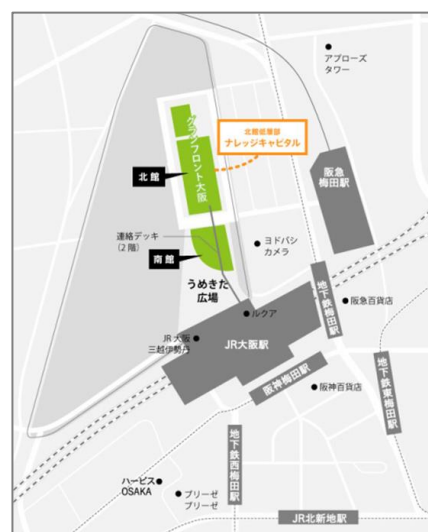 アプローズ
タワー
グランフロント大阪
北館低層部
ナレッジキャピタル
阪急
梅田駅
北館
連絡デッキ
(2階)
南館
ヨドバシ
カメラ
うめきた
広場
地下鉄梅田駅
阪急百貨店
ルクア
JR大阪
三越伊勢丹
JR大阪駅
阪神梅田駅
阪神百貨店
地下鉄東梅田駅
地下鉄西梅田駅
ハービス
OSAKA
ブリーゼ
ブリーゼ
JR北新地駅